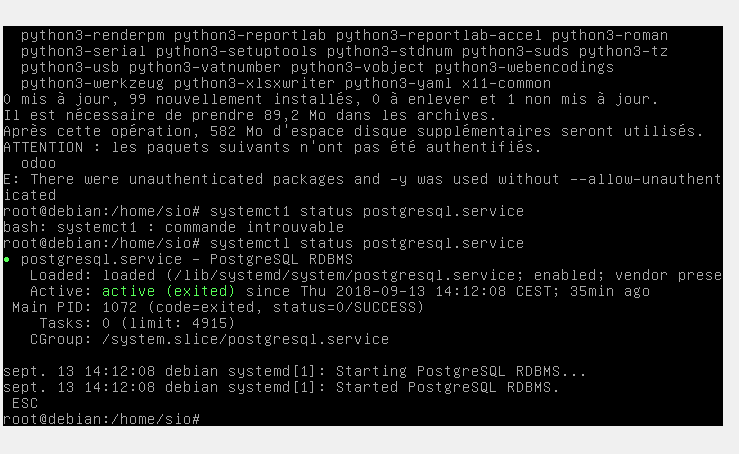 python3-renderpm python3-reportlab python3-reportlab-accel python3-roman
python3-serial python3-setuptools python3-stdnum python3-suds python3-tz
python3-usb python3-vatnumber python3-vobject python3-webencodings
python3-werkzeug python3-xlsxwriter python3-yaml x11-common
0 mis à jour, 99 nouvellement installés, 0 à enlever et 1 non mis à jour.
Il est nécessaire de prendre 89,2 Mo dans les archives.
Après cette opération, 582 Mo d'espace disque supplémentaires seront utilisés.
ATTENTION : les paquets suivants n'ont pas été authentifiés.
odoo
E: There were unauthenticated packages and -y was used without --allow-unauthent
icated
root@debian:/home/sio# systemct1 status postgresql.service
bash: systemct1 : commande introuvable
root@debian:/home/sio# systemctl status postgresql.service
● postgresql.service - PostgreSQL RDBMS
Loaded: loaded (/lib/systemd/system/postgresql.service; enabled; vendor prese
Active: active (exited) since Thu 2018-09-13 14:12:08 CEST; 35min ago
Main PID: 1072 (code=exited, status=0/SUCCESS)
Tasks: 0 (limit: 4915)
CGroup: /system.slice/postgresql.service
sept. 13 14:12:08 debian systemd[1]: Starting PostgreSQL RDBMS...
sept. 13 14:12:08 debian systemd[1]: Started PostgreSQL RDBMS.
ESC
root@debian:/home/sio#